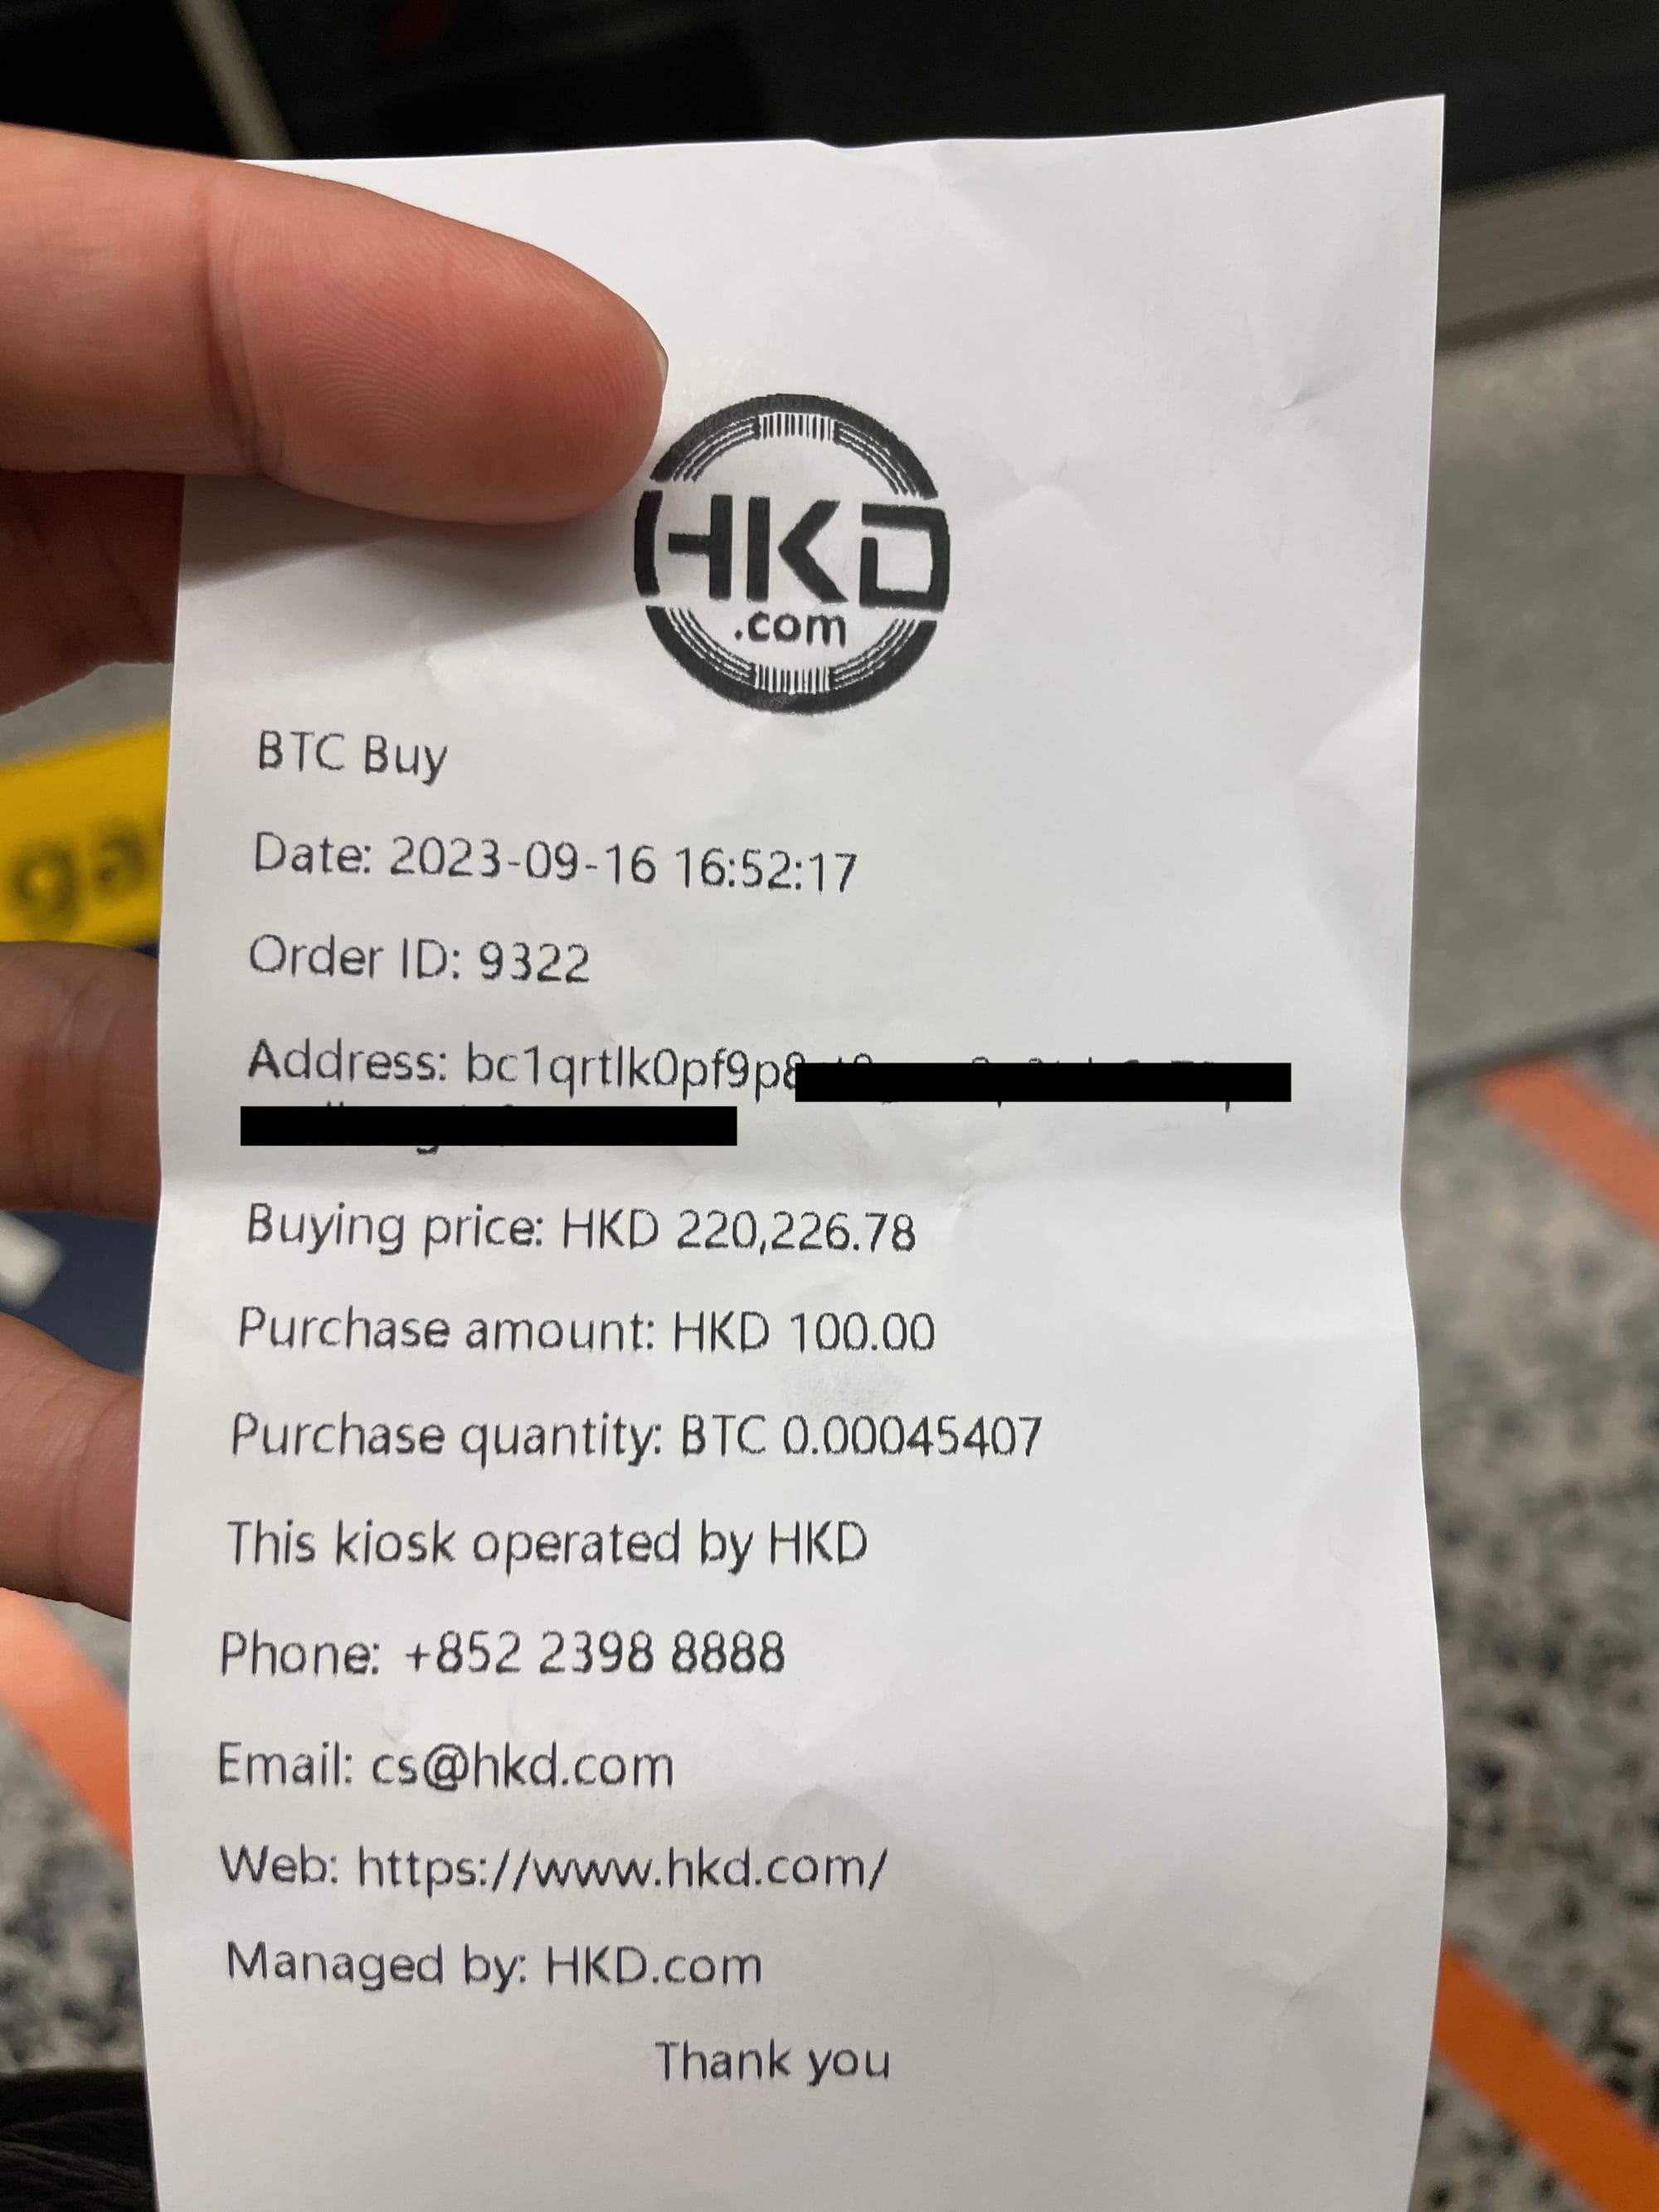 HKD
.com
BTC Buy
Date: 2023-09-16 16:52:17
Order ID: 9322
Address: bc1qrtlk0pf9p8
Buying price: HKD 220,226.78
Purchase amount: HKD 100.00
Purchase quantity: BTC 0.00045407
This kiosk operated by HKD
Phone: +852 2398 8888
Email: cs@hkd.com
Web: https://www.hkd.com/
Managed by: HKD.com
Thank you
ga